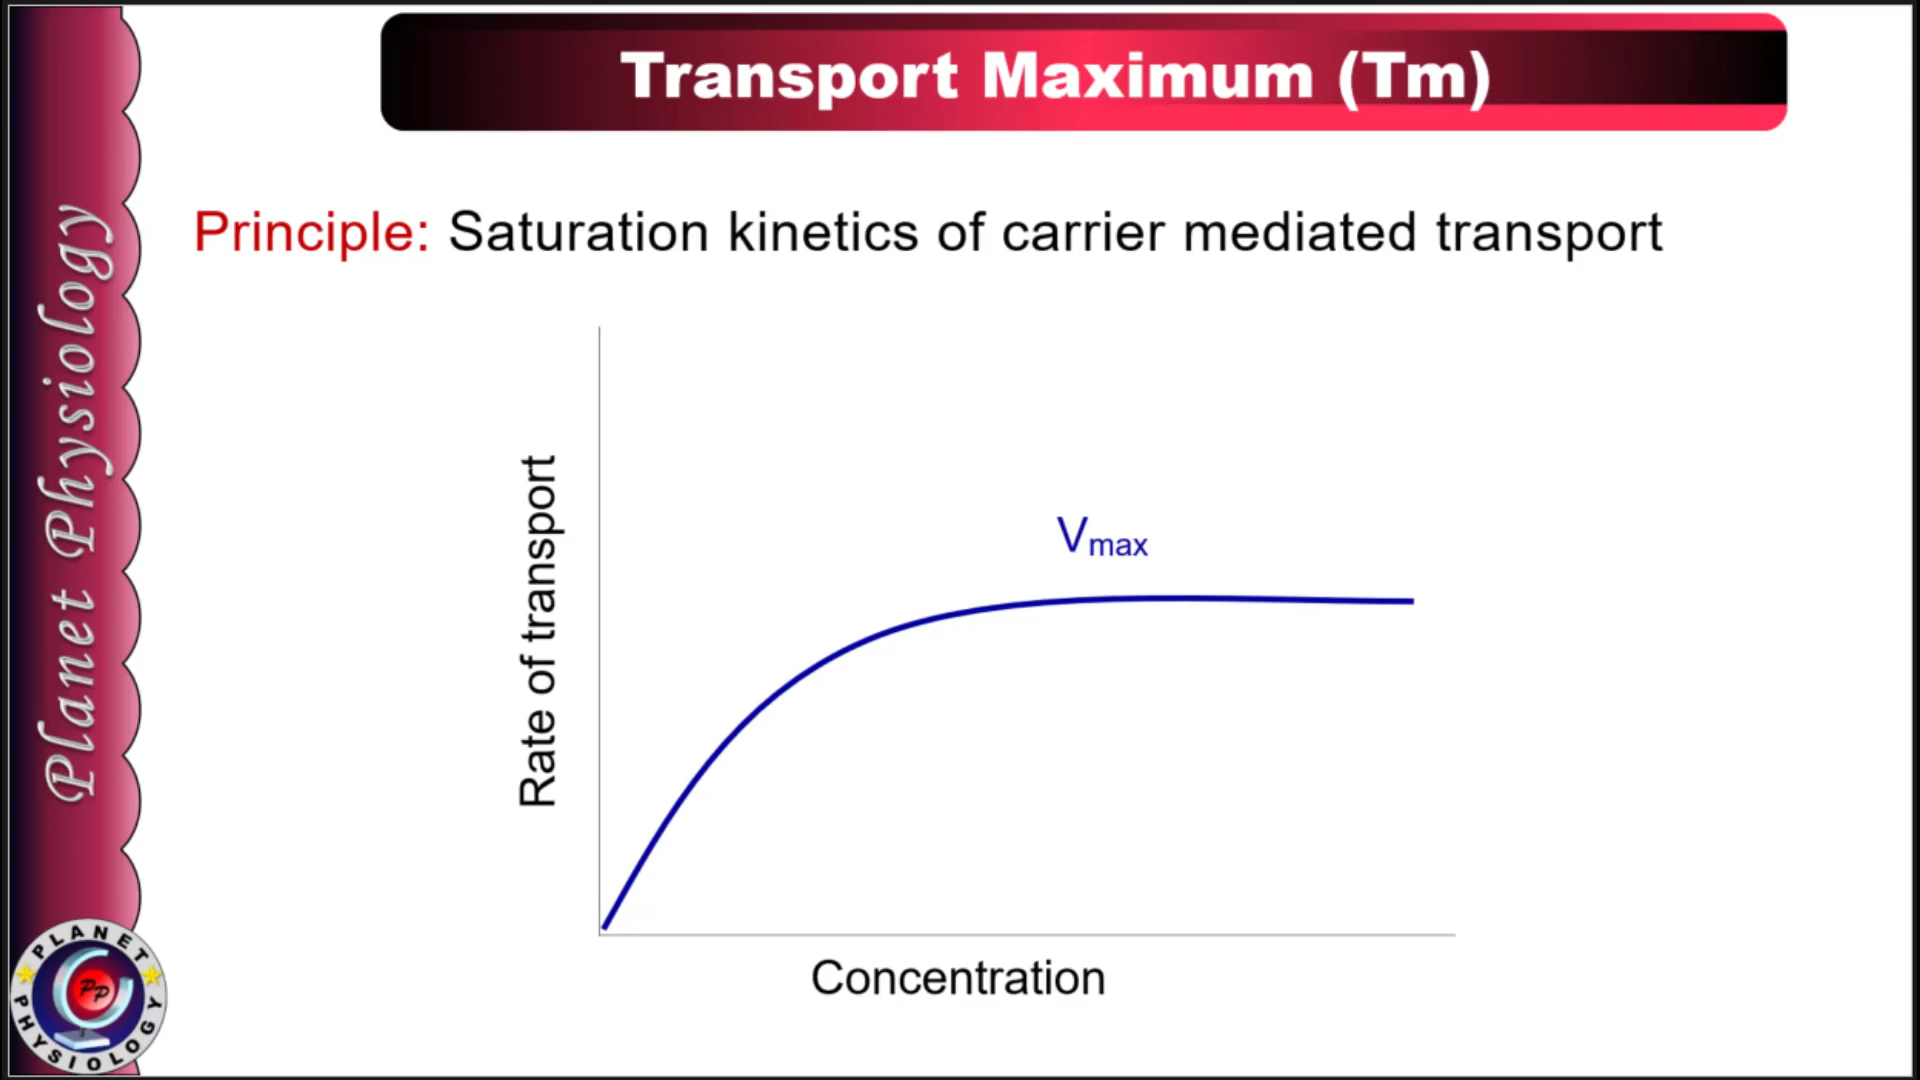 Transport Maximum (Tm)
Principle: Saturation kinetics of carrier mediated transport
Planet Physiology
Rate of transport
Vmax
Concentration
PLANET
PP
PHYSIOLOGY